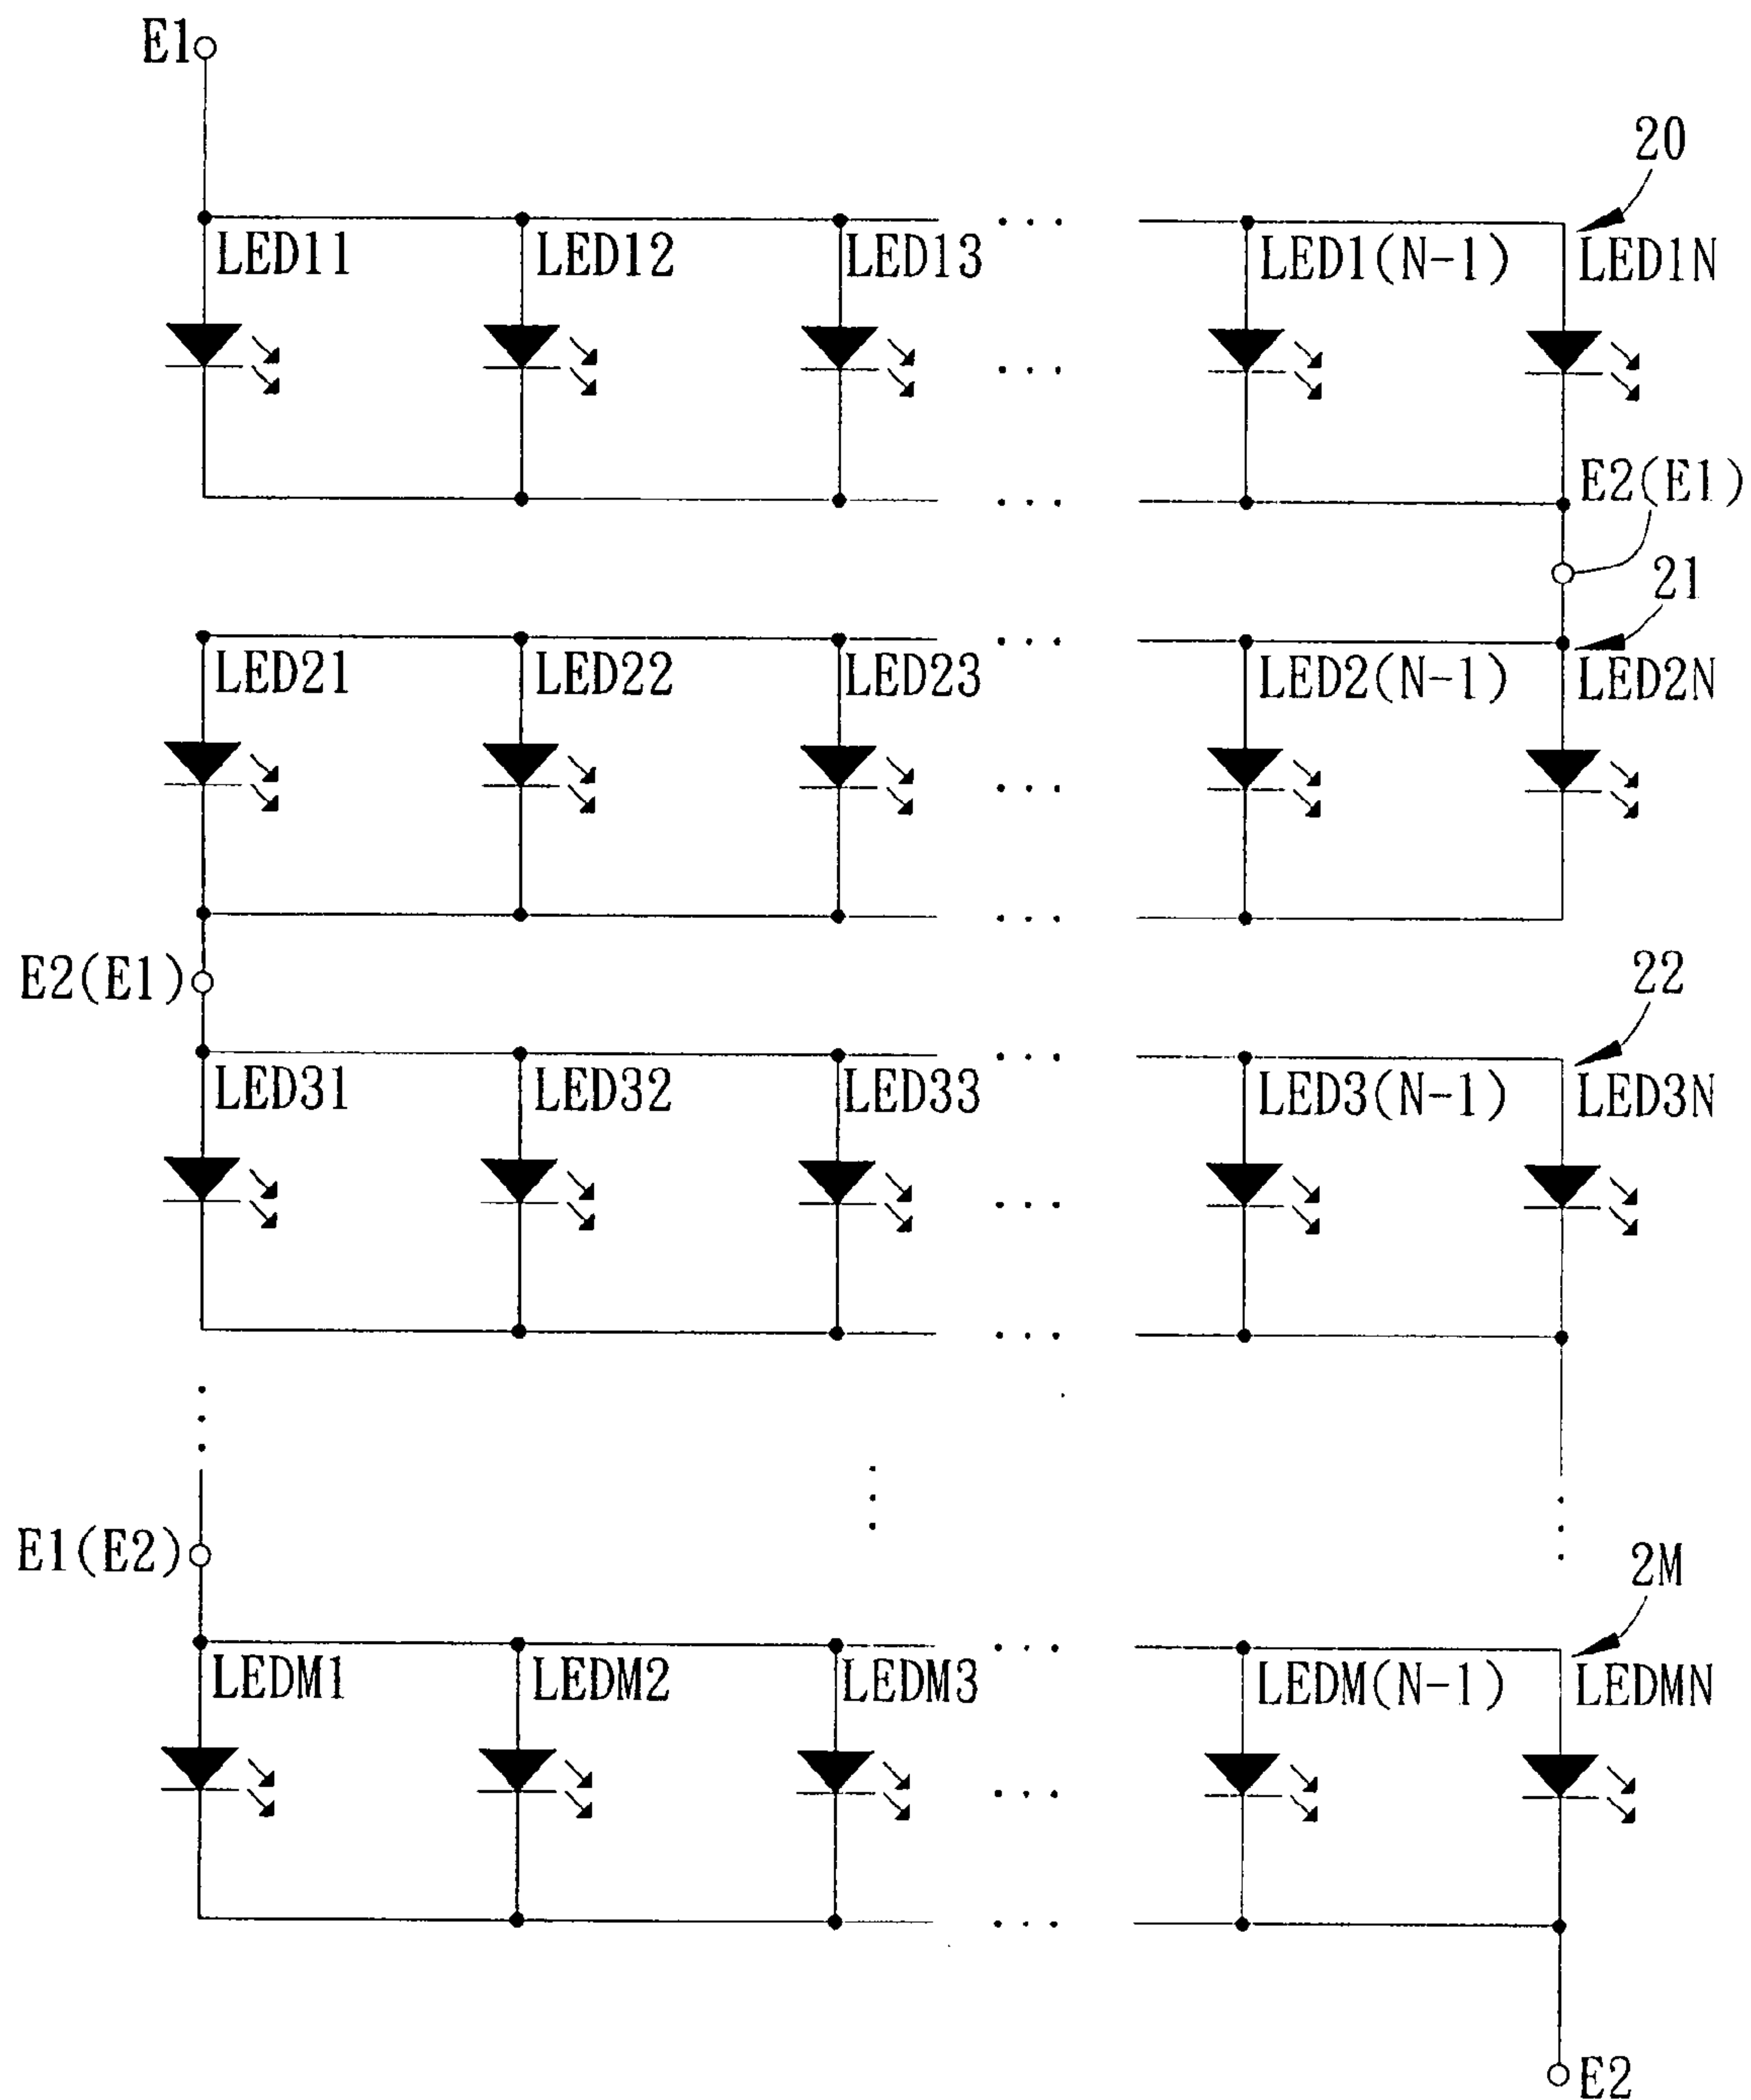 E1
20
LED11 LED12 LED13 LED1(N-1) LED1N
E2(E1)
21
LED21 LED22 LED23 LED2(N-1) LED2N
E2(E1)
22
LED31 LED32 LED33 LED3(N-1) LED3N
E1(E2)
2M
LEDM1 LEDM2 LEDM3 LEDM(N-1) LEDMN
E2